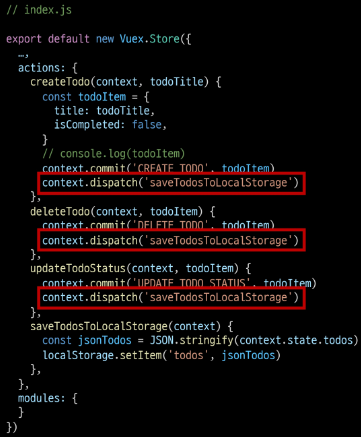 // index.js
export default new Vuex.Store({
…,
actions: {
createTodo(context, todoTitle) {
const todoItem = {
title: todoTitle,
isCompleted: false,
}
// console.log(todoItem)
context.commit('CREATE_TODO', todoItem)
context.dispatch('saveTodosToLocalStorage')
},
deleteTodo(context, todoItem) {
context.commit('DELETE_TODO', todoItem)
context.dispatch('saveTodosToLocalStorage')
},
updateTodoStatus(context, todoItem) {
context.commit('UPDATE_TODO_STATUS', todoItem)
context.dispatch('saveTodosToLocalStorage')
},
saveTodosToLocalStorage(context) {
const jsonTodos = JSON.stringify(context.state.todos)
localStorage.setItem('todos', jsonTodos)
},
},
modules: {
}
})